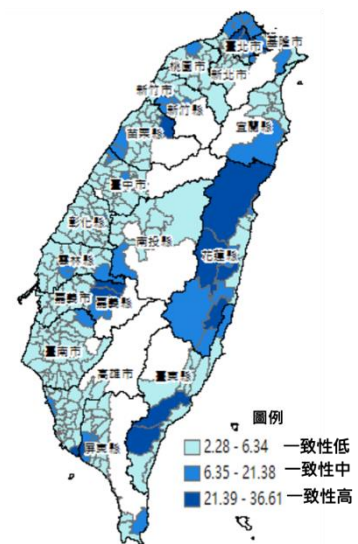 基隆市
臺北市
桃園市
新北市
新竹市
新竹縣
宜蘭縣
苗栗縣
臺中市
彰化縣
南投縣
花蓮縣
雲林縣
嘉義市
嘉義縣
臺南市
高雄市
臺東縣
屏東縣
圖例
2.28 - 6.34 一致性低
6.35 - 21.38 一致性中
21.39 - 36.61 一致性高